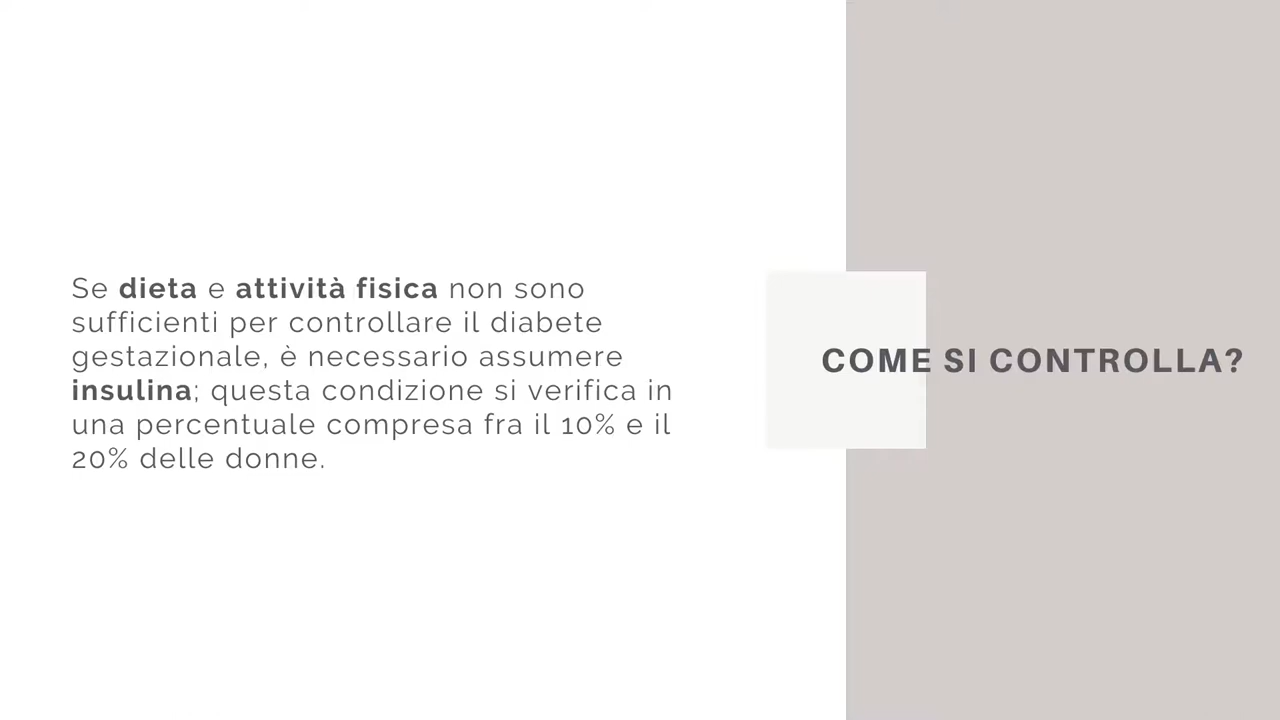 Se dieta e attività fisica non sono
sufficienti per controllare il diabete
gestazionale, è necessario assumere
insulina; questa condizione si verifica in
una percentuale compresa fra il 10% e il
20% delle donne.
COME SI CONTROLLA?